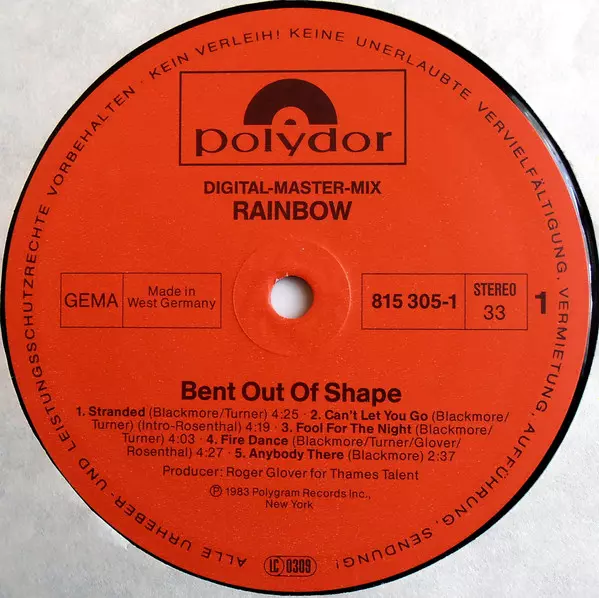 ALLE URHEBER- UND LEISTUNGSSCHUTZRECHTE VORBEHALTEN · KEIN VERLEIH! KEINE UNERLAUBTE VERVIELFÄLTIGUNG, VERMIETUNG, AUFFÜHRUNG, SENDUNG!
polydor
DIGITAL-MASTER-MIX
RAINBOW
GEMA
Made in
West Germany
815 305-1
STEREO
33
1
Bent Out Of Shape
1. Stranded (Blackmore/Turner) 4:25 · 2. Can't Let You Go (Blackmore/
Turner) (Intro-Rosenthal) 4:19 · 3. Fool For The Night (Blackmore/
Turner) 4:03 · 4. Fire Dance (Blackmore/Turner/Glover/
Rosenthal) 4:27 · 5. Anybody There (Blackmore) 2:37
Producer: Roger Glover for Thames Talent
Ⓟ 1983 Polygram Records Inc.,
New York
LC 0309